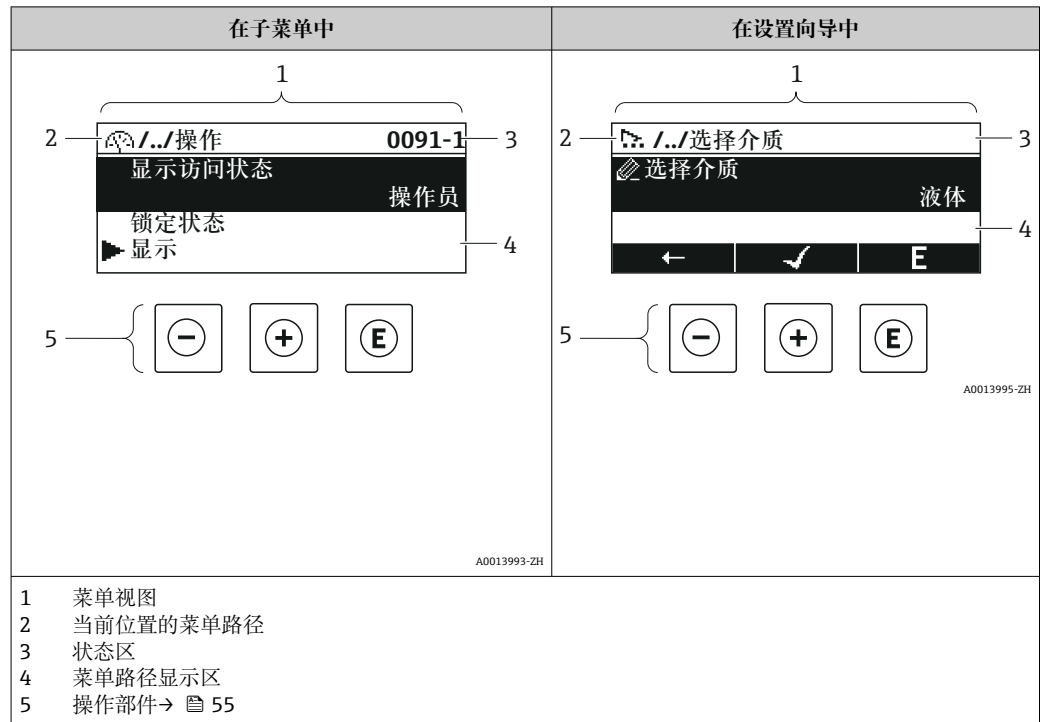 在子菜单中
1
2
/../操作 0091-1
3
显示访问状态
操作员
锁定状态
显示
4
5
- + E
A0013993-ZH
在设置向导中
1
2
/../选择介质
3
选择介质
液体
4
← ✓ E
5
- + E
A0013995-ZH
1 菜单视图
2 当前位置的菜单路径
3 状态区
4 菜单路径显示区
5 操作部件→ 55